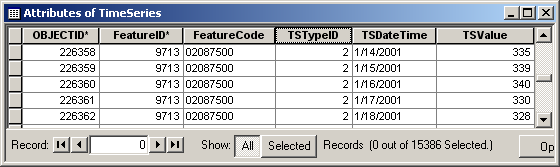 Attributes of TimeSeries
OBJECTID* FeatureID* FeatureCode TSTypeID TSDateTime TSValue
226358 9713 02087500 2 1/14/2001 335
226359 9713 02087500 2 1/15/2001 339
226360 9713 02087500 2 1/16/2001 340
226361 9713 02087500 2 1/17/2001 330
226362 9713 02087500 2 1/18/2001 328
Record: 0 Show: All Selected Records (0 out of 15386 Selected.) Op